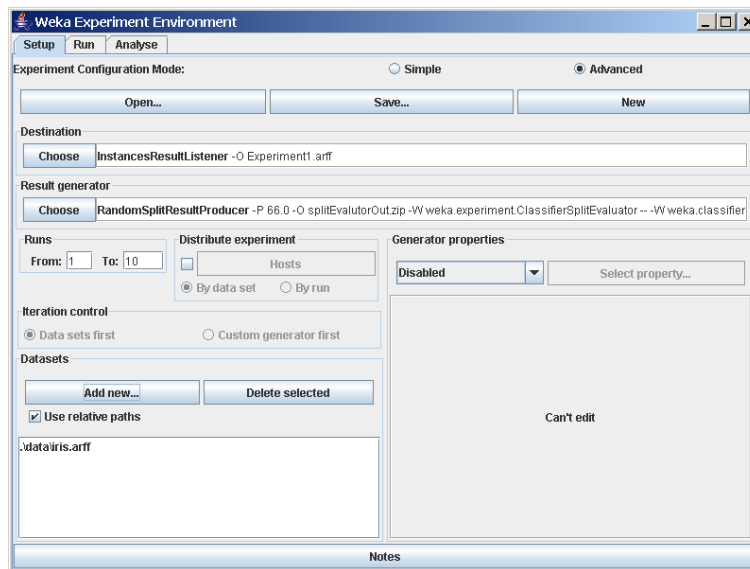 Weka Experiment Environment
Setup Run Analyse
Experiment Configuration Mode: Simple Advanced
Open... Save... New
Destination
Choose InstancesResultListener -O Experiment1.arff
Result generator
Choose RandomSplitResultProducer -P 66.0 -O splitEvalutorOut.zip -W weka.experiment.ClassifierSplitEvaluator -- -W weka.classifier
Runs
From: 1 To: 10
Distribute experiment
Hosts
By data set By run
Generator properties
Disabled Select property...
Iteration control
Data sets first Custom generator first
Datasets
Add new... Delete selected
Use relative paths
.\data\iris.arff
Can't edit
Notes